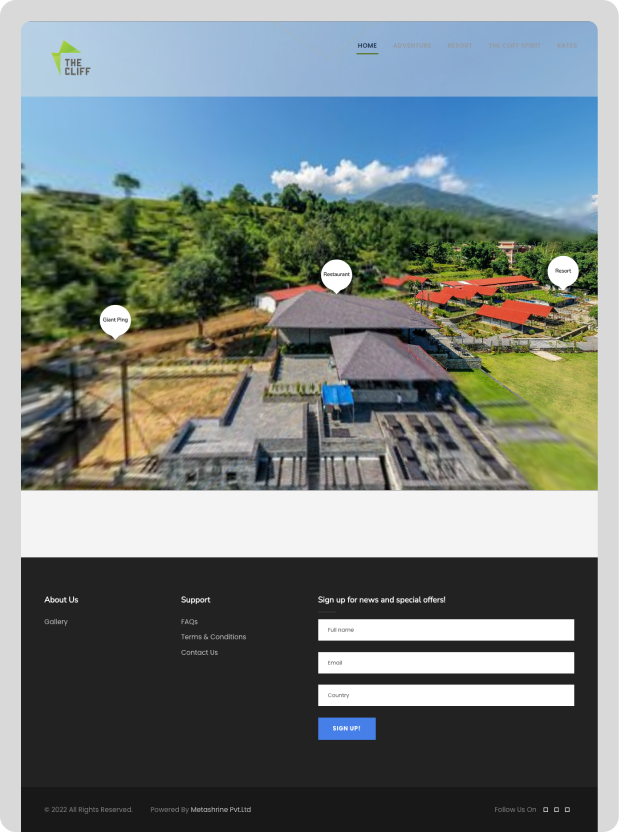 THE
CLIFF
HOME ADVENTURE RESORT THE CLIFF STORY RATES
Restaurant
Resort
Giant Ping
About Us
Gallery
Support
FAQs
Terms & Conditions
Contact Us
Sign up for news and special offers!
Full name
Email
Country
SIGN UP!
© 2022 All Rights Reserved. Powered By Metashrine Pvt.Ltd Follow Us On